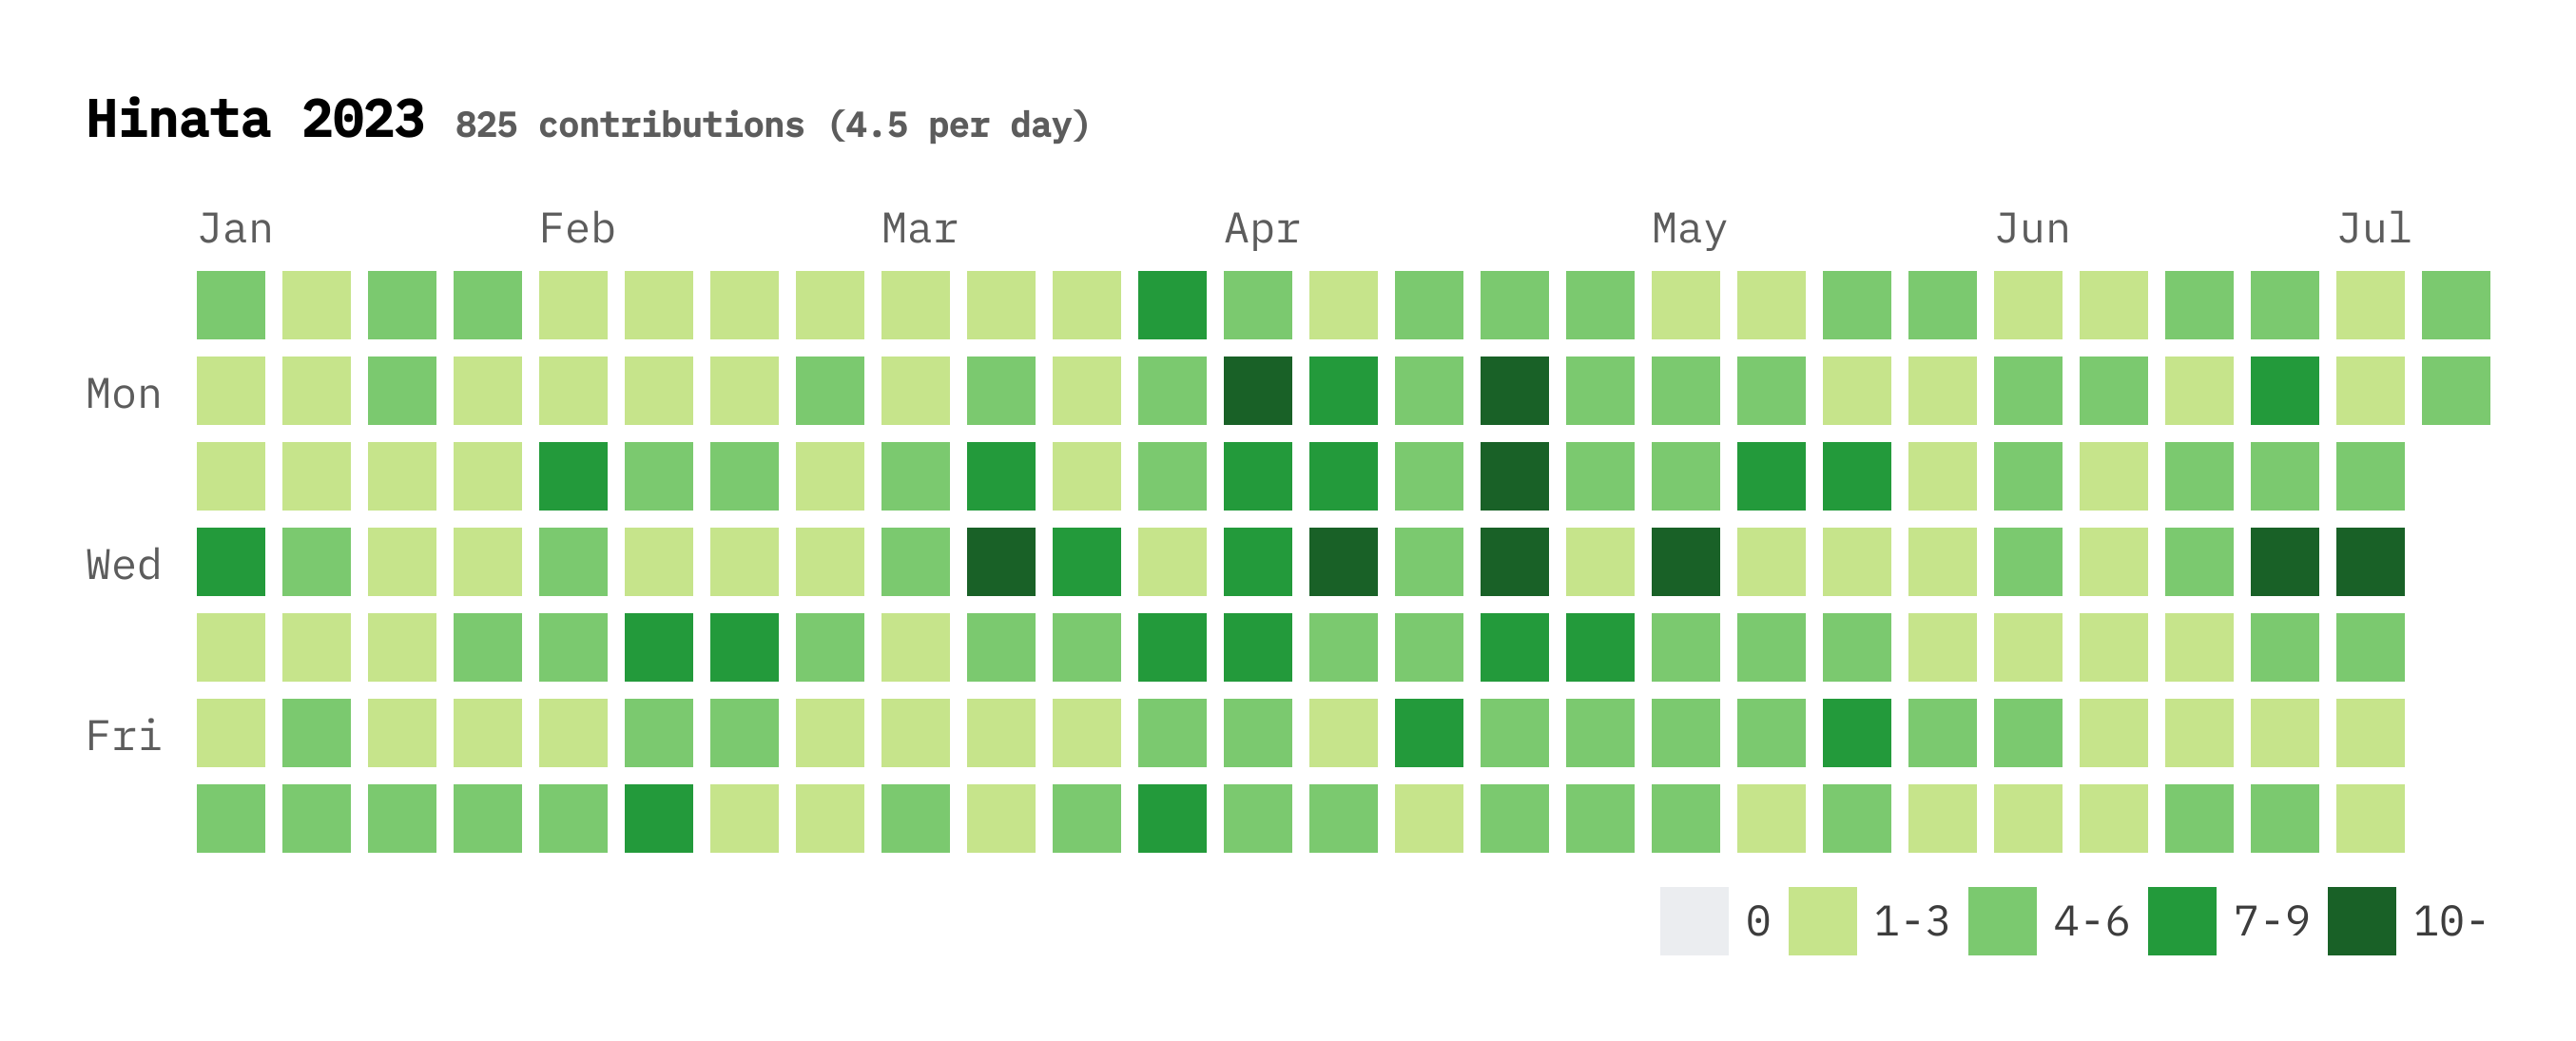 Hinata 2023 825 contributions (4.5 per day)
Jan Feb Mar Apr May Jun Jul
Mon
Wed
Fri
0 1-3 4-6 7-9 10-